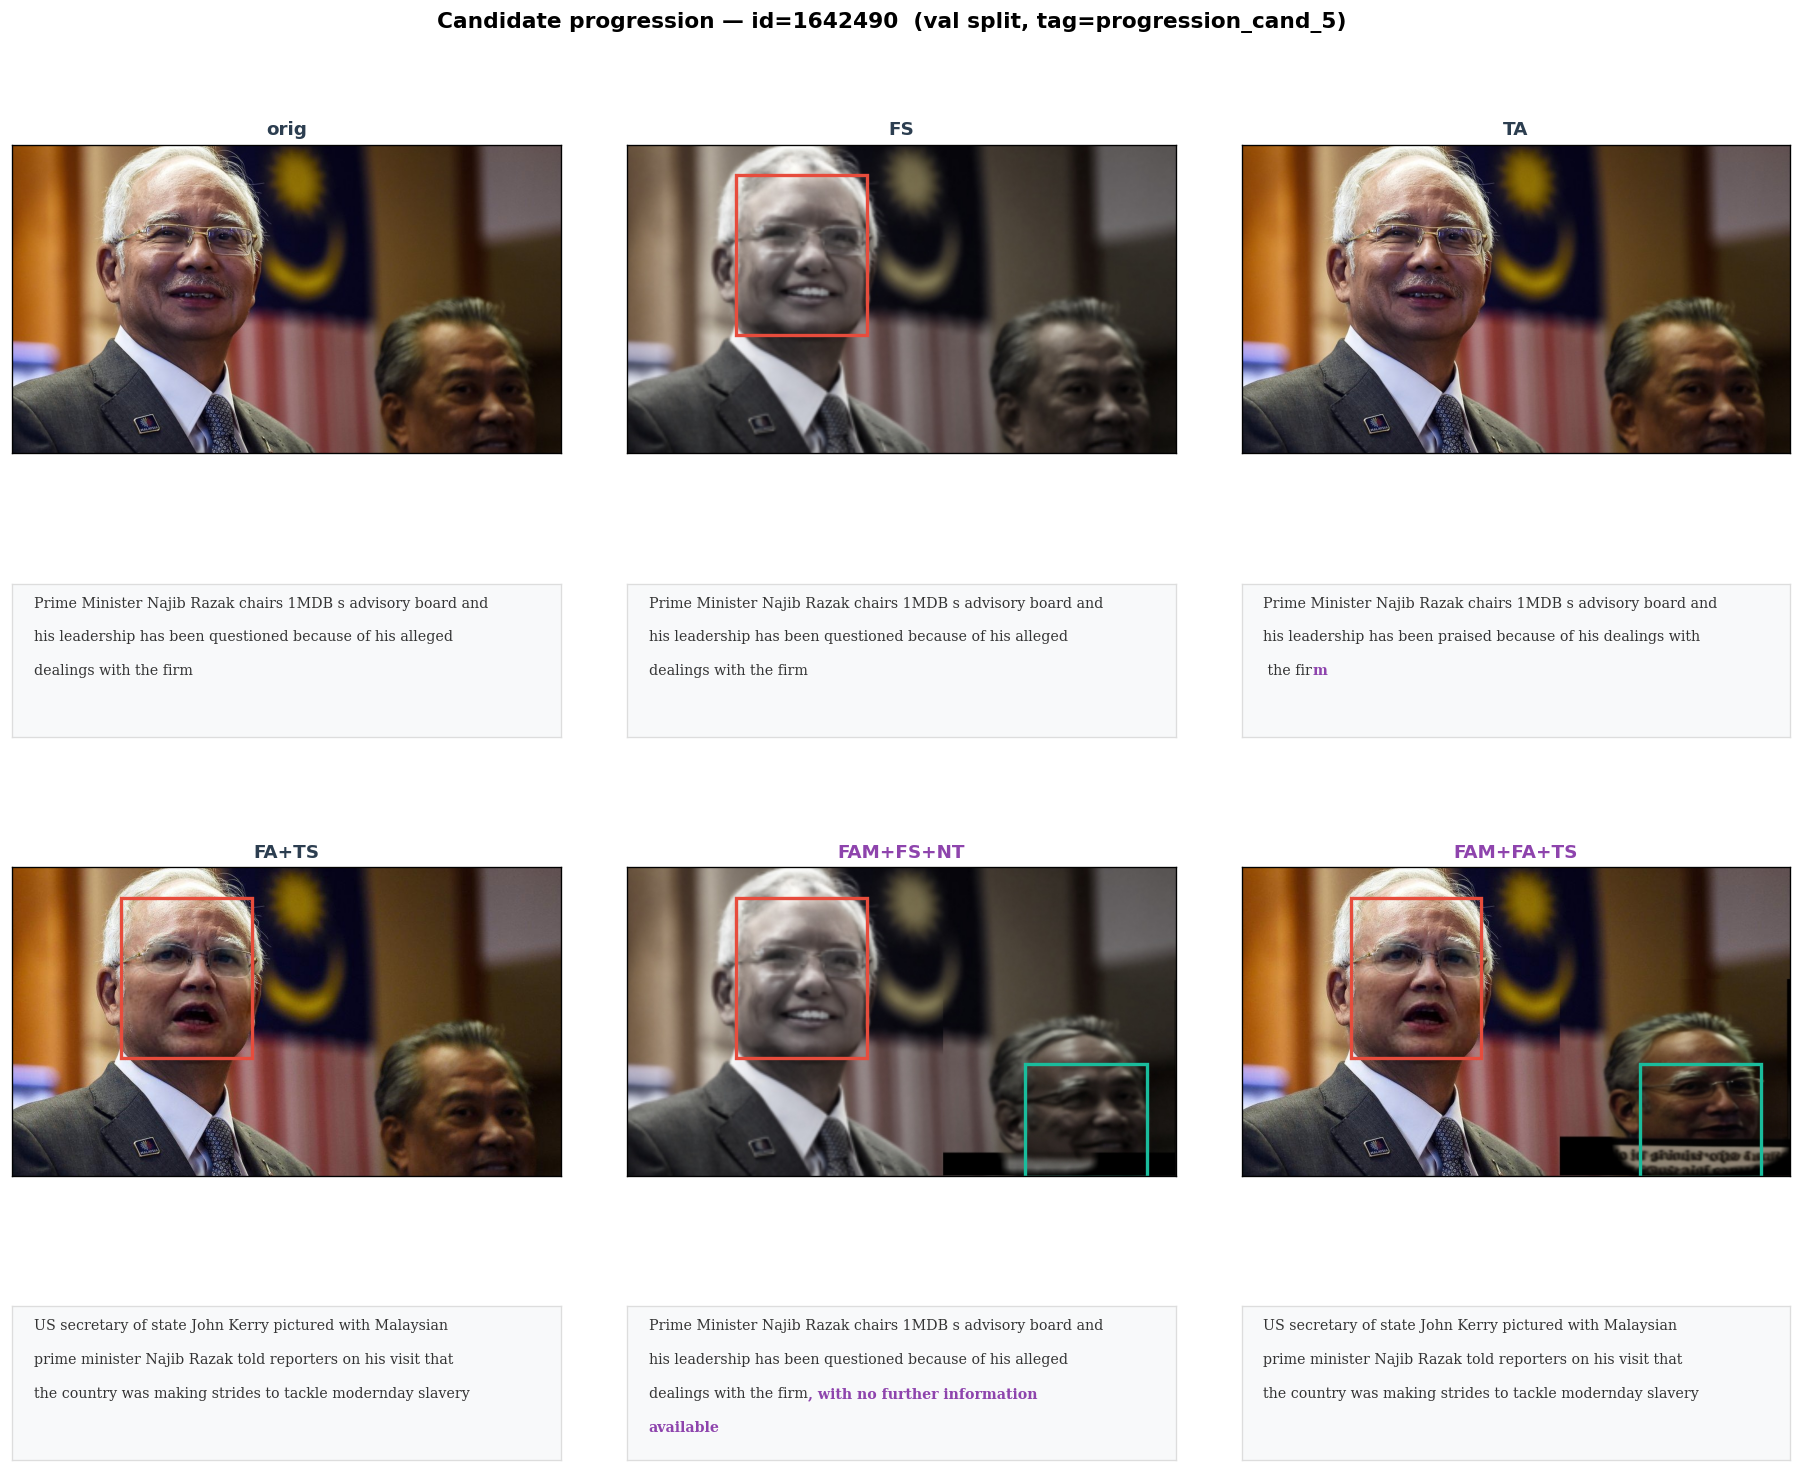 Candidate progression — id=1642490  (val split, tag=progression_cand_5)
orig
FS
TA
Prime Minister Najib Razak chairs 1MDB s advisory board and
his leadership has been questioned because of his alleged
dealings with the firm
Prime Minister Najib Razak chairs 1MDB s advisory board and
his leadership has been questioned because of his alleged
dealings with the firm
Prime Minister Najib Razak chairs 1MDB s advisory board and
his leadership has been praised because of his dealings with
the firm
FA+TS
FAM+FS+NT
FAM+FA+TS
US secretary of state John Kerry pictured with Malaysian
prime minister Najib Razak told reporters on his visit that
the country was making strides to tackle modernday slavery
Prime Minister Najib Razak chairs 1MDB s advisory board and
his leadership has been questioned because of his alleged
dealings with the firm, with no further information
available
US secretary of state John Kerry pictured with Malaysian
prime minister Najib Razak told reporters on his visit that
the country was making strides to tackle modernday slavery